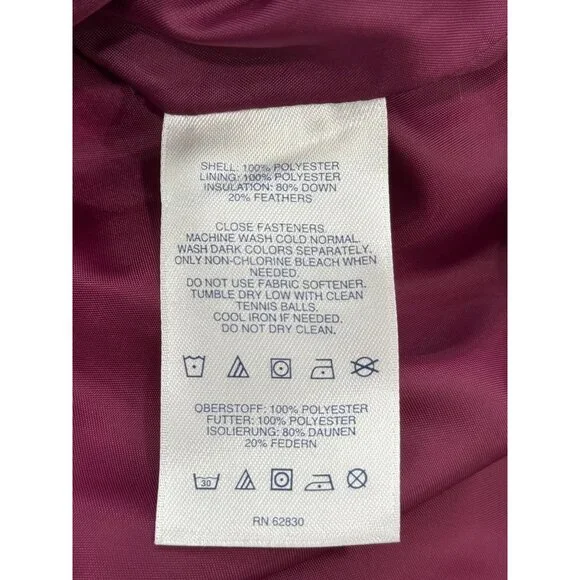 SHELL: 100% POLYESTER
LINING: 100% POLYESTER
INSULATION: 80% DOWN
20% FEATHERS
CLOSE FASTENERS.
MACHINE WASH COLD NORMAL.
WASH DARK COLORS SEPARATELY.
ONLY NON-CHLORINE BLEACH WHEN
NEEDED.
DO NOT USE FABRIC SOFTENER.
TUMBLE DRY LOW WITH CLEAN
TENNIS BALLS.
COOL IRON IF NEEDED.
DO NOT DRY CLEAN.
OBERSTOFF: 100% POLYESTER
FUTTER: 100% POLYESTER
ISOLIERUNG: 80% DAUNEN
20% FEDERN
30
RN 62830